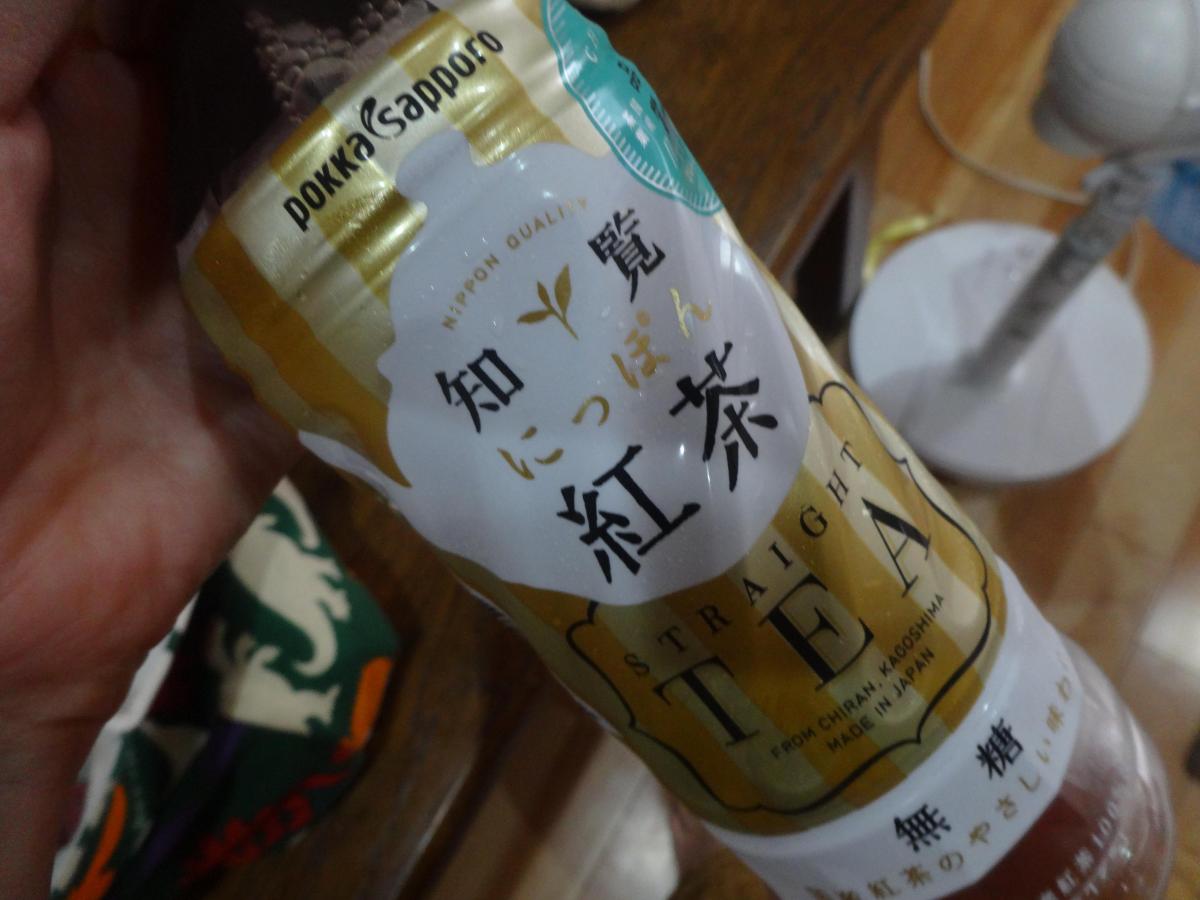 pokka sapporo
NIPPON QUALITY
知覧
にっぽん
紅茶
STRAIGHT
TEA
FROM CHIRAN, KAGOSHIMA
MADE IN JAPAN
無糖
紅茶のやさしい味わ